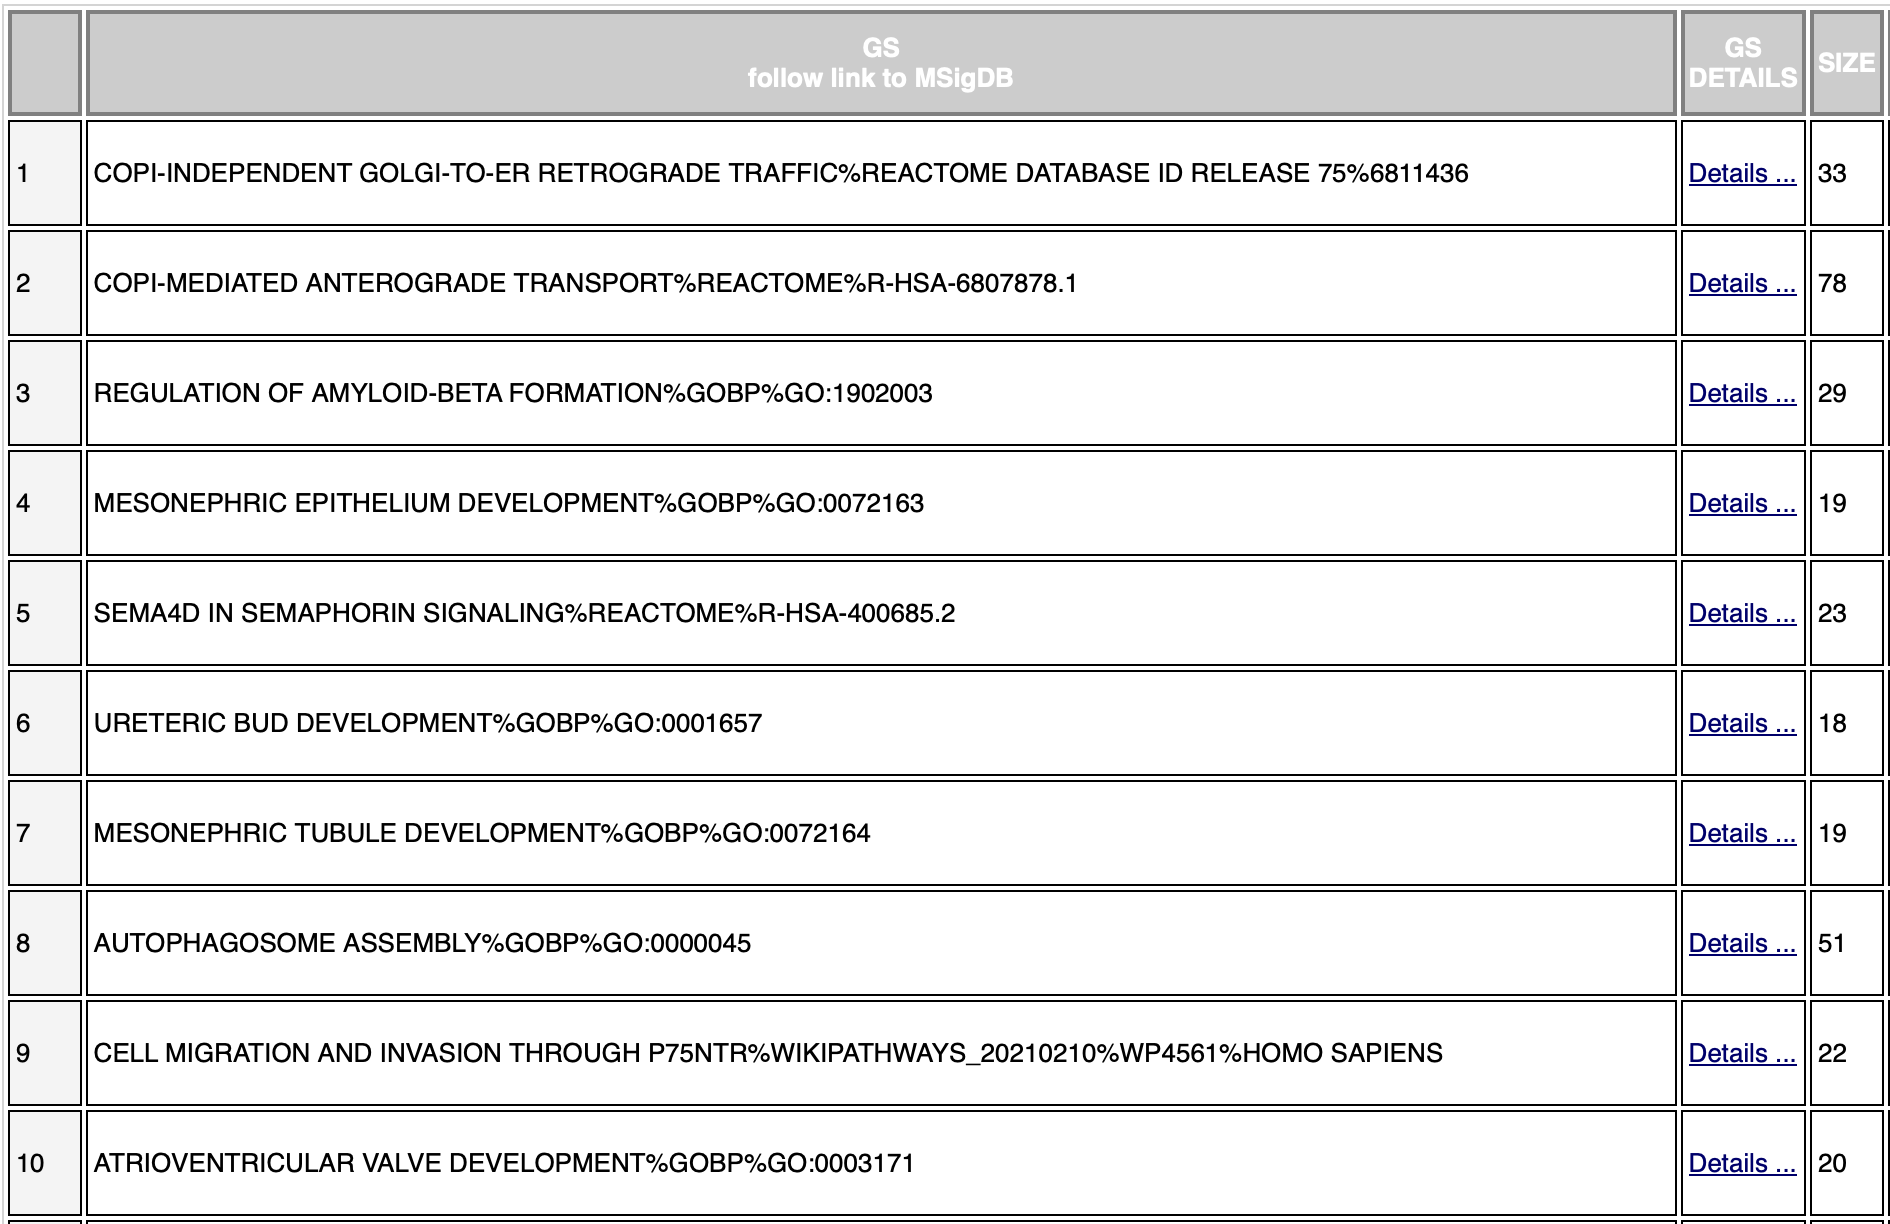 GS
follow link to MSigDB
GS
DETAILS
SIZE
1 COPI-INDEPENDENT GOLGI-TO-ER RETROGRADE TRAFFIC%REACTOME DATABASE ID RELEASE 75%6811436 Details ... 33
2 COPI-MEDIATED ANTEROGRADE TRANSPORT%REACTOME%R-HSA-6807878.1 Details ... 78
3 REGULATION OF AMYLOID-BETA FORMATION%GOBP%GO:1902003 Details ... 29
4 MESONEPHRIC EPITHELIUM DEVELOPMENT%GOBP%GO:0072163 Details ... 19
5 SEMA4D IN SEMAPHORIN SIGNALING%REACTOME%R-HSA-400685.2 Details ... 23
6 URETERIC BUD DEVELOPMENT%GOBP%GO:0001657 Details ... 18
7 MESONEPHRIC TUBULE DEVELOPMENT%GOBP%GO:0072164 Details ... 19
8 AUTOPHAGOSOME ASSEMBLY%GOBP%GO:0000045 Details ... 51
9 CELL MIGRATION AND INVASION THROUGH P75NTR%WIKIPATHWAYS_20210210%WP4561%HOMO SAPIENS Details ... 22
10 ATRIOVENTRICULAR VALVE DEVELOPMENT%GOBP%GO:0003171 Details ... 20